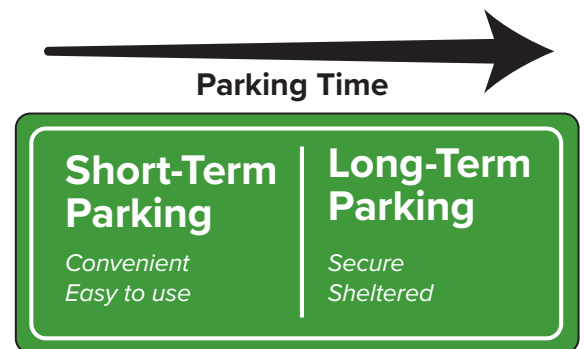 Parking Time
Short-Term
Parking
Convenient
Easy to use
Long-Term
Parking
Secure
Sheltered